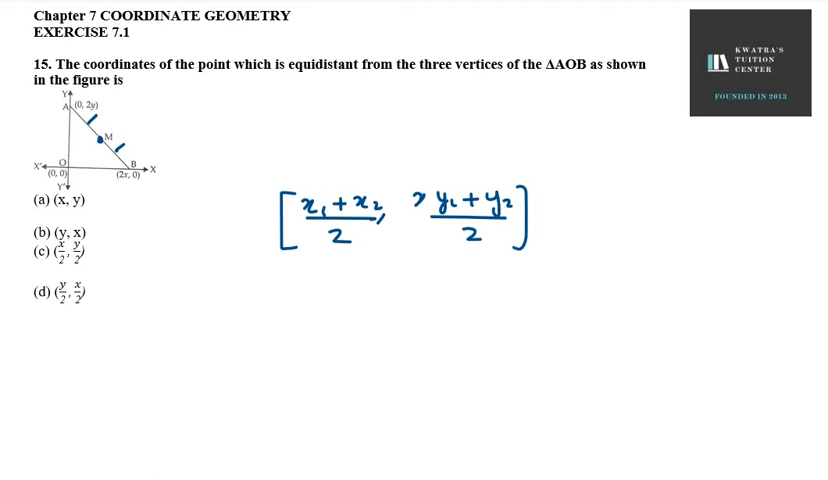 Chapter 7 COORDINATE GEOMETRY
EXERCISE 7.1
KWATRA'S
TUITION
CENTER
FOUNDED IN 2013
15. The coordinates of the point which is equidistant from the three vertices of the ΔAOB as shown
in the figure is
Y
A (0, 2y)
M
X' O B X
(0, 0) (2x, 0)
Y'
(a) (x, y)
(b) (y, x)
(c) (x/2, y/2)
(d) (y/2, x/2)
[x₁ + x₂ / 2, y₁ + y₂ / 2]